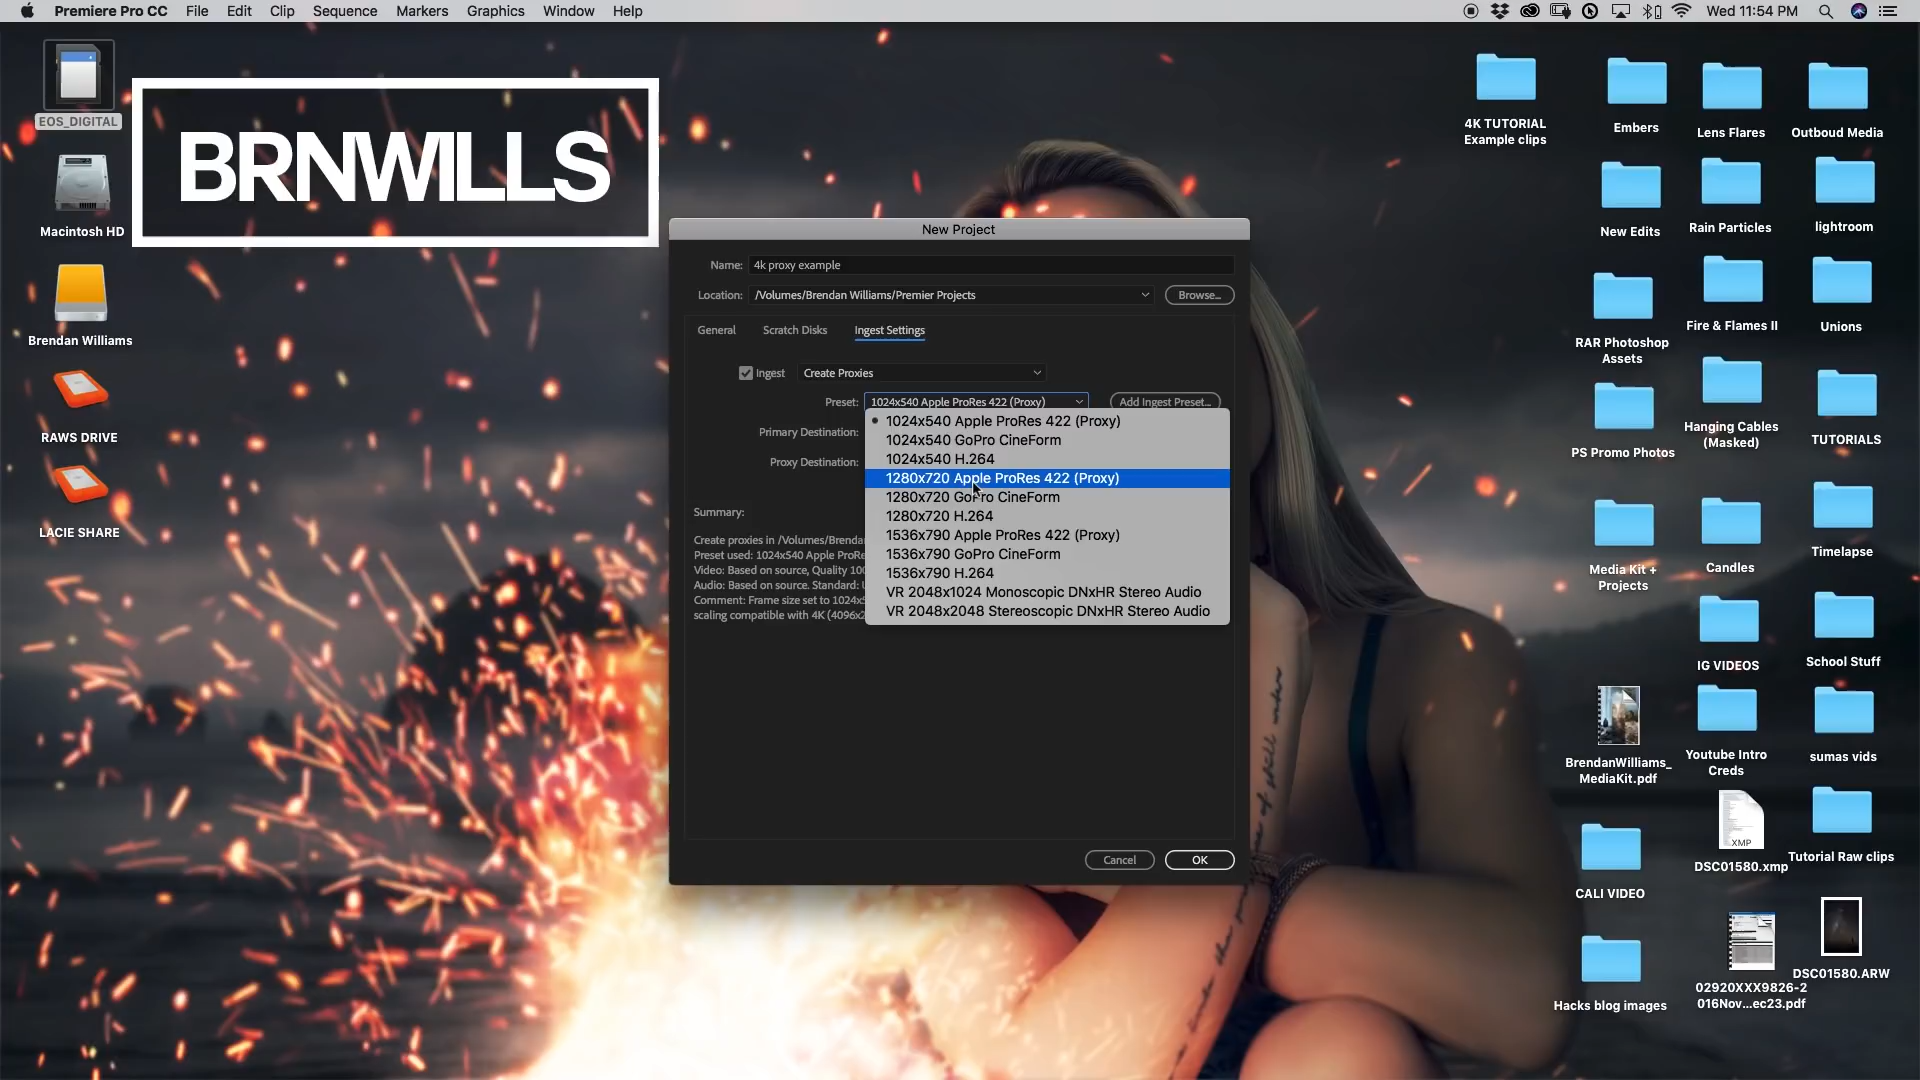 Premiere Pro CC File Edit Clip Sequence Markers Graphics Window Help
Wed 11:54 PM
EOS_DIGITAL
Macintosh HD
Brendan Williams
RAWS DRIVE
LACIE SHARE
BRNWILLS
New Project
Name: 4k proxy example
Location: /Volumes/Brendan Williams/Premier Projects
Browse...
General Scratch Disks Ingest Settings
Ingest Create Proxies
Preset: 1024x540 Apple ProRes 422 (Proxy)
Add Ingest Preset...
Primary Destination:
Proxy Destination:
1024x540 Apple ProRes 422 (Proxy)
1024x540 GoPro CineForm
1024x540 H.264
1280x720 Apple ProRes 422 (Proxy)
1280x720 GoPro CineForm
1280x720 H.264
1536x790 Apple ProRes 422 (Proxy)
1536x790 GoPro CineForm
1536x790 H.264
VR 2048x1024 Monoscopic DNxHR Stereo Audio
VR 2048x2048 Stereoscopic DNxHR Stereo Audio
Summary:
Create proxies in /Volumes/Brendan
Preset used: 1024x540 Apple ProRe
Video: Based on source, Quality 100
Audio: Based on source. Standard:
Comment: Frame size set to 1024x5
scaling compatible with 4K (4096x2
Cancel OK
4K TUTORIAL
Example clips
Embers
Lens Flares
Outboud Media
New Edits
Rain Particles
lightroom
RAR Photoshop
Assets
Fire & Flames II
Unions
PS Promo Photos
Hanging Cables
(Masked)
TUTORIALS
Media Kit +
Projects
Candles
Timelapse
IG VIDEOS
School Stuff
BrendanWilliams_
MediaKit.pdf
Youtube Intro
Creds
sumas vids
XMP
DSC01580.xmp
Tutorial Raw clips
CALI VIDEO
02920XXX9826-2
016Nov...ec23.pdf
DSC01580.ARW
Hacks blog images